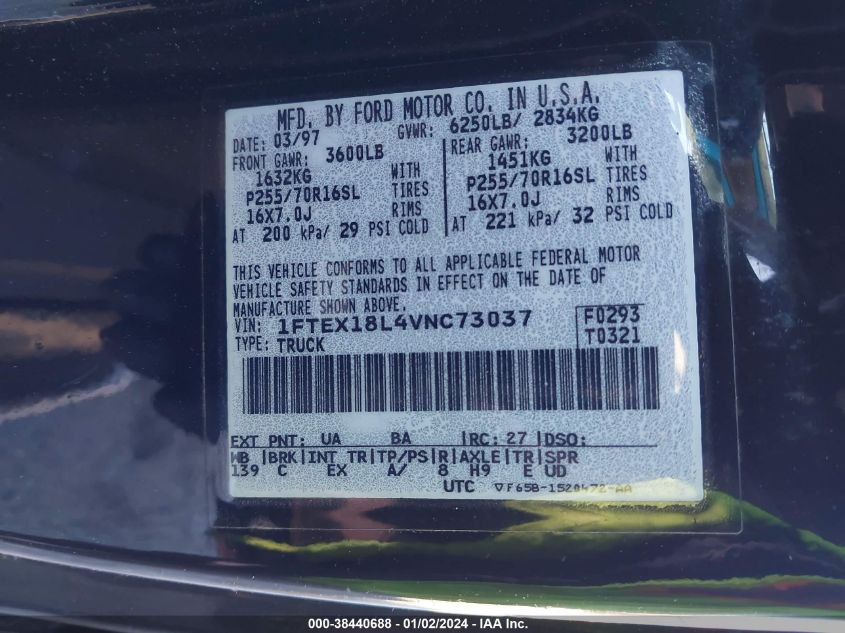 MFD. BY FORD MOTOR CO. IN U.S.A.
DATE: 03/97 GVWR: 6250LB/ 2834KG
FRONT GAWR: 3600LB REAR GAWR: 3200LB
1632KG WITH 1451KG WITH
P255/70R16SL TIRES P255/70R16SL TIRES
16X7.0J RIMS 16X7.0J RIMS
AT 200 kPa/ 29 PSI COLD AT 221 kPa/ 32 PSI COLD
THIS VEHICLE CONFORMS TO ALL APPLICABLE FEDERAL MOTOR
VEHICLE SAFETY STANDARDS IN EFFECT ON THE DATE OF
MANUFACTURE SHOWN ABOVE.
VIN: 1FTEX18L4VNC73037 F0293
TYPE: TRUCK T0321
EXT PNT: UA BA |RC: 27 |DSO:
WB |BRK|INT TR|TP/PS|R|AXLE|TR|SPR
139 C EX A/ 8 H9 E UD
UTC ▽F65B-1520472-AA
000-38440688 - 01/02/2024 - IAA Inc.